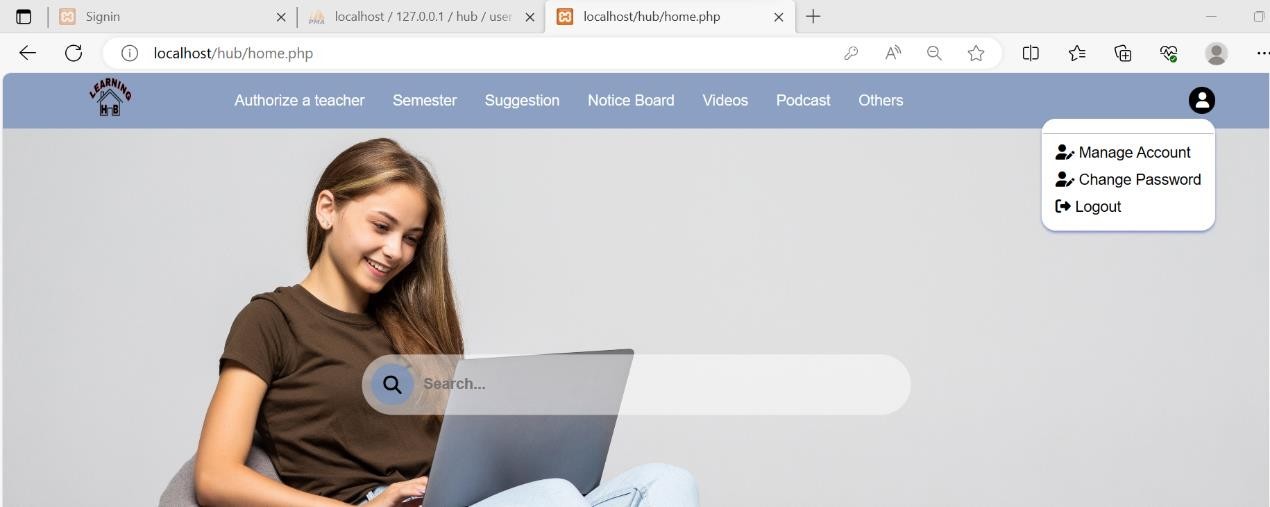 Signin
localhost / 127.0.0.1 / hub / user
localhost/hub/home.php
localhost/hub/home.php
LEARNING
HUB
Authorize a teacher Semester Suggestion Notice Board Videos Podcast Others
Manage Account
Change Password
Logout
Search...